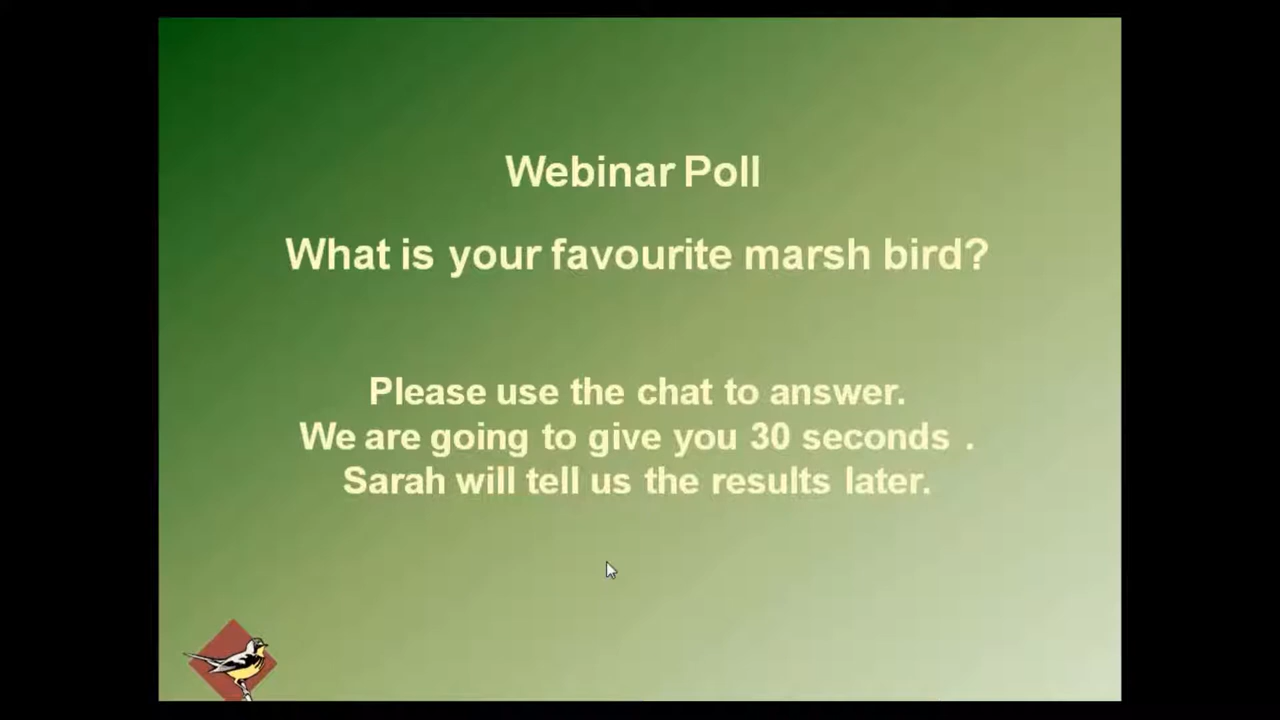 Webinar Poll
What is your favourite marsh bird?
Please use the chat to answer.
We are going to give you 30 seconds .
Sarah will tell us the results later.